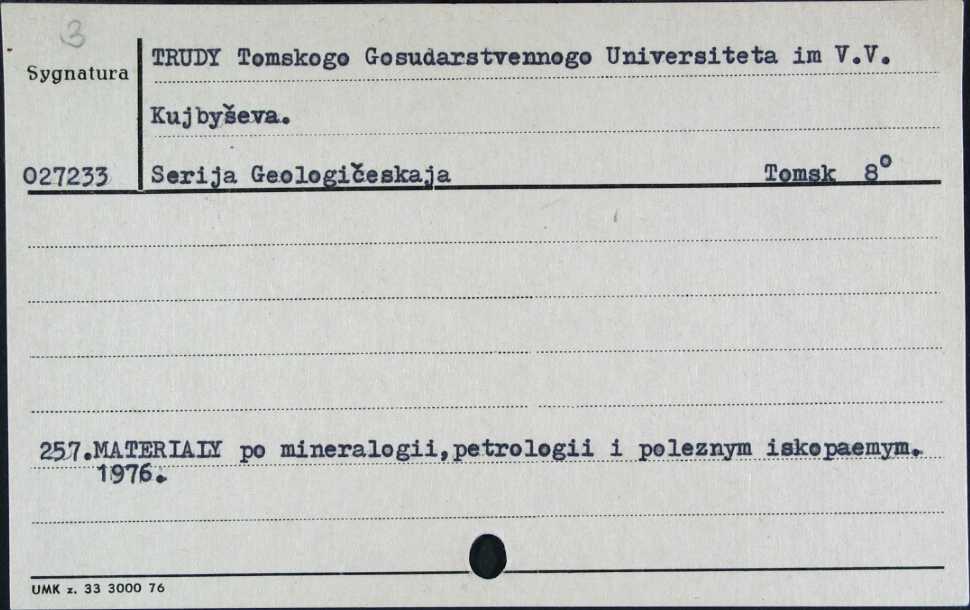 3
Sygnatura
TRUDY Tomskogo Gosudarstvennogo Universiteta im V.V.
Kujbyševa.
027233
Serija Geologičeskaja Tomsk 8°
257.MATERIALY po mineralogii,petrologii i poleznym iskopaemym.
1976.
UMK z. 33 3000 76